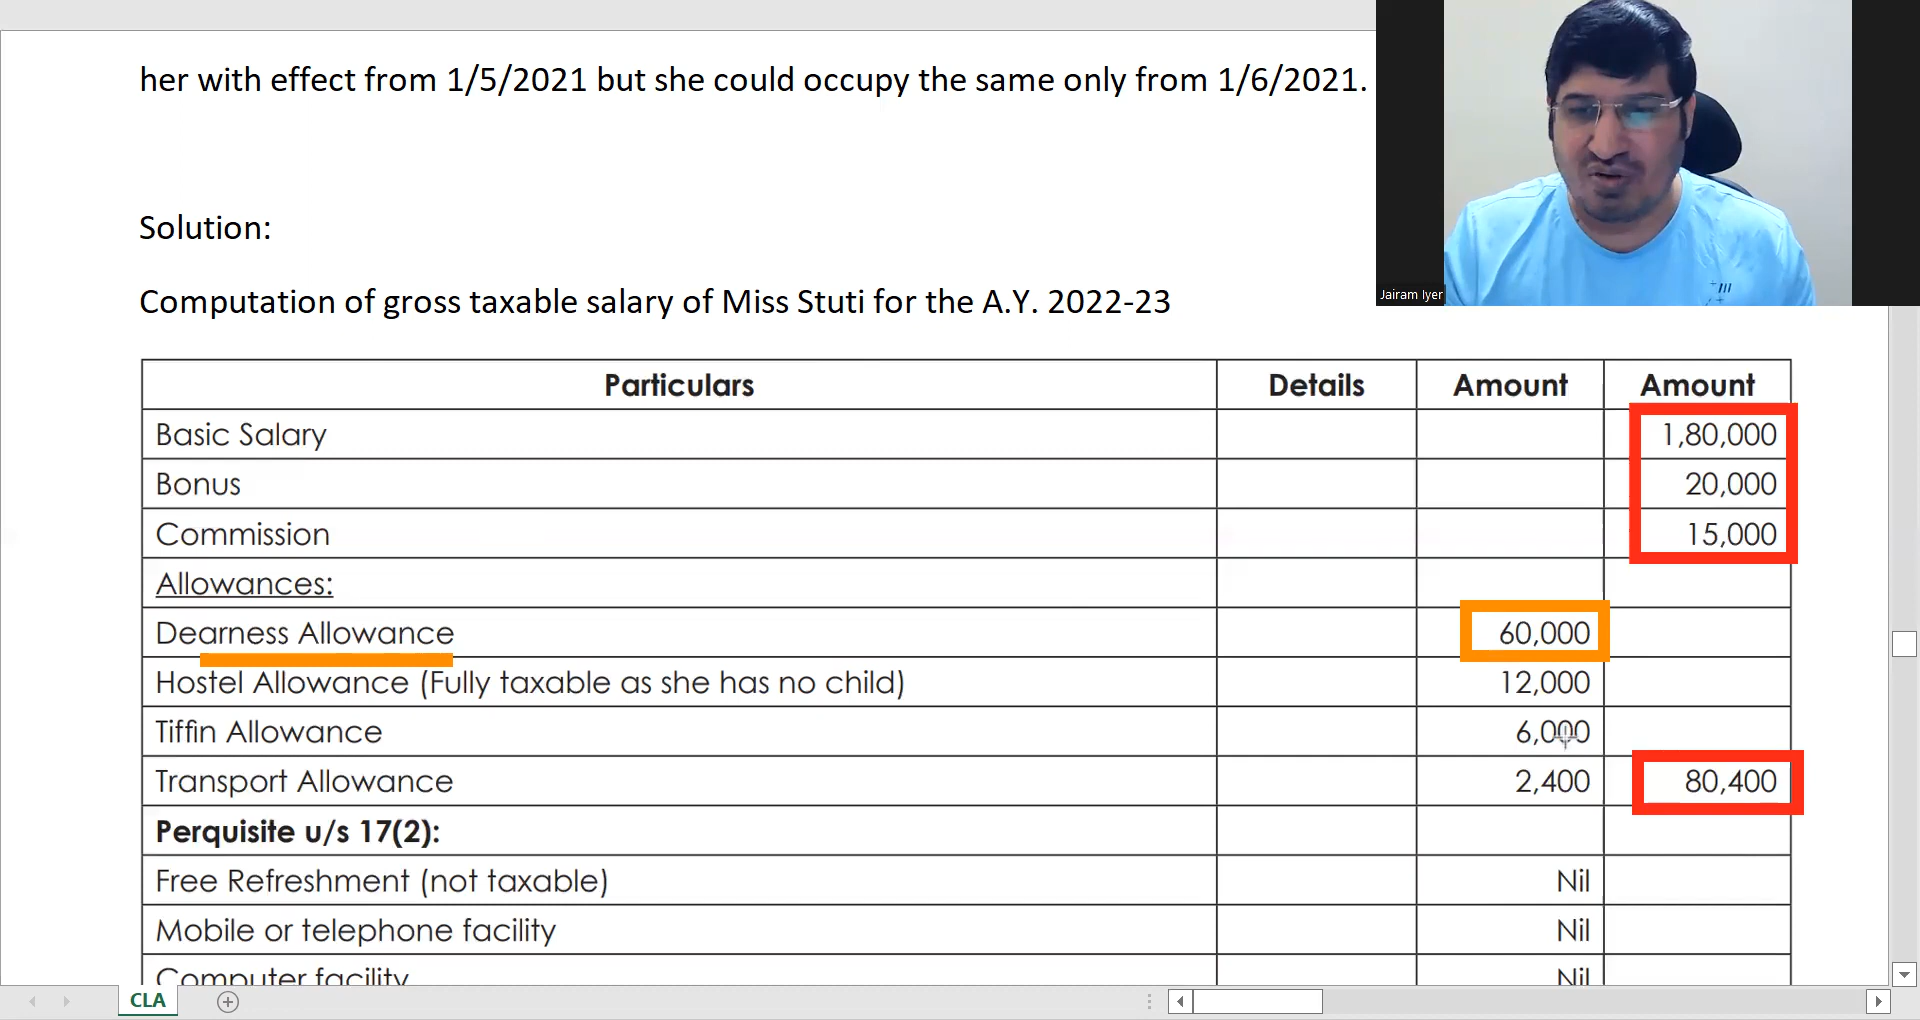 her with effect from 1/5/2021 but she could occupy the same only from 1/6/2021.
Jairam Iyer
Solution:
Computation of gross taxable salary of Miss Stuti for the A.Y. 2022-23
Particulars Details Amount Amount
Basic Salary 1,80,000
Bonus 20,000
Commission 15,000
Allowances:
Dearness Allowance 60,000
Hostel Allowance (Fully taxable as she has no child) 12,000
Tiffin Allowance 6,000
Transport Allowance 2,400 80,400
Perquisite u/s 17(2):
Free Refreshment (not taxable) Nil
Mobile or telephone facility Nil
Computer facility Nil
CLA